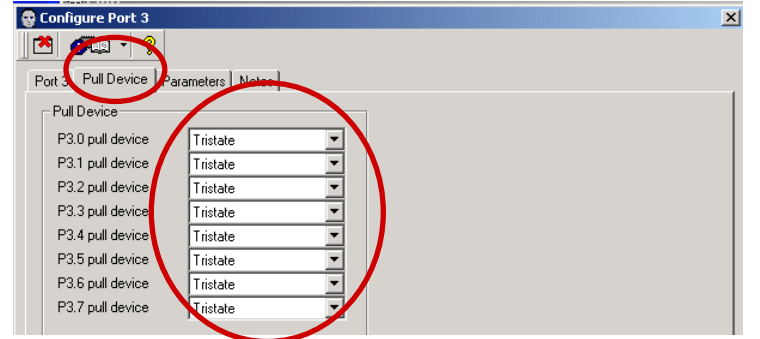 Configure Port 3
Port 3 Pull Device Parameters Notes
Pull Device
P3.0 pull device Tristate
P3.1 pull device Tristate
P3.2 pull device Tristate
P3.3 pull device Tristate
P3.4 pull device Tristate
P3.5 pull device Tristate
P3.6 pull device Tristate
P3.7 pull device Tristate